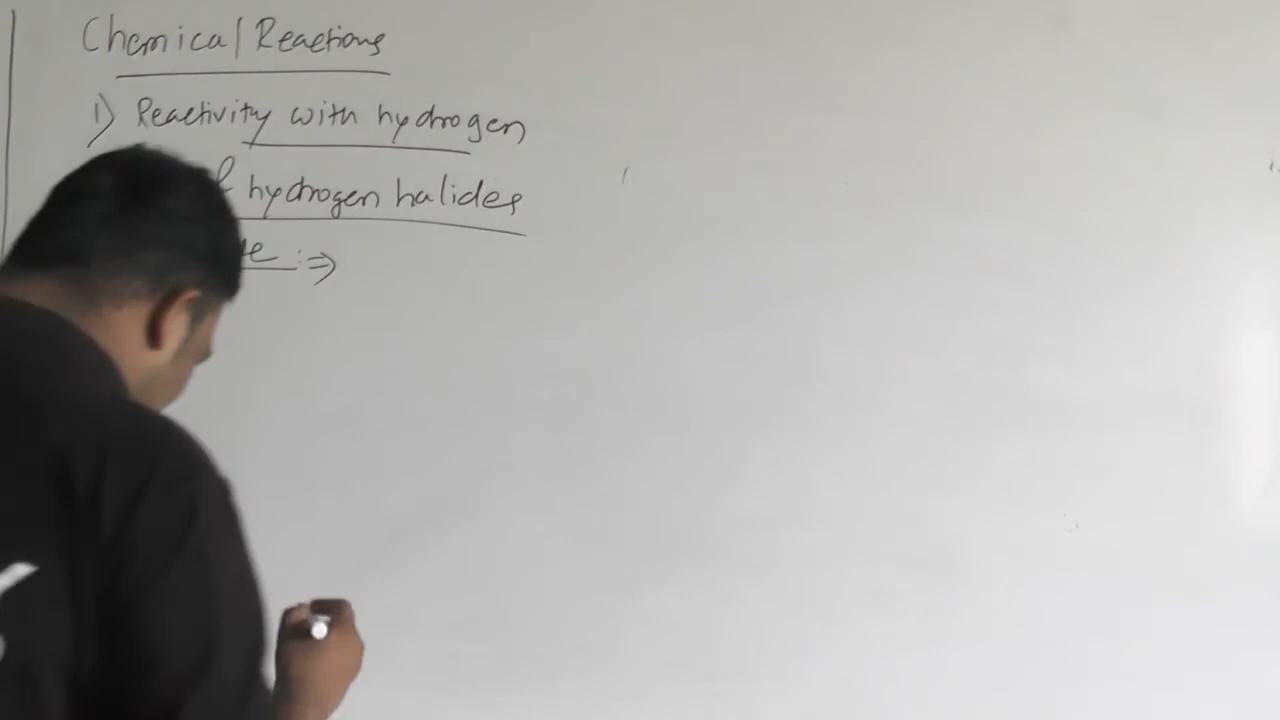 Chemical Reactions
1) Reactivity with hydrogen
hydrogen halides
:⇒